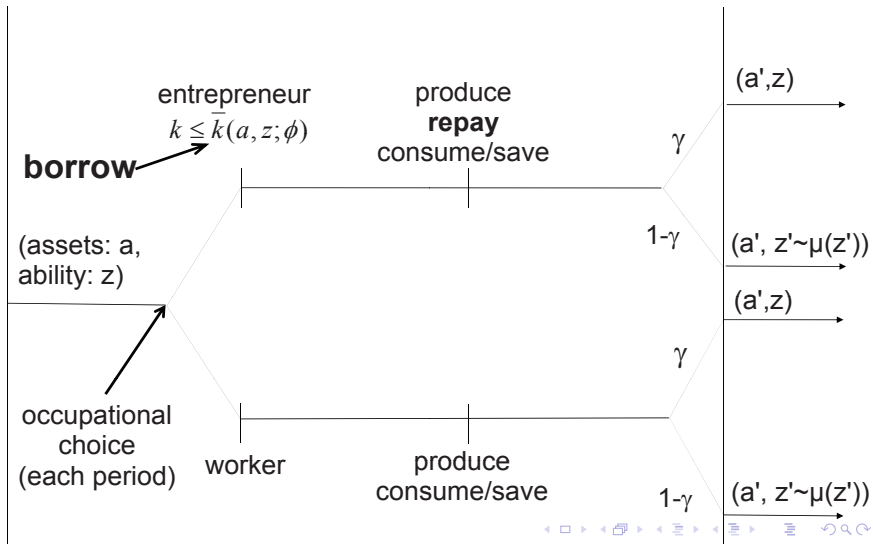 entrepreneur
k ≤ k̅(a, z; ϕ)
borrow
produce
repay
consume/save
(assets: a,
ability: z)
occupational
choice
(each period)
worker
produce
consume/save
γ
1-γ
γ
1-γ
(a',z)
(a', z'~μ(z'))
(a',z)
(a', z'~μ(z'))